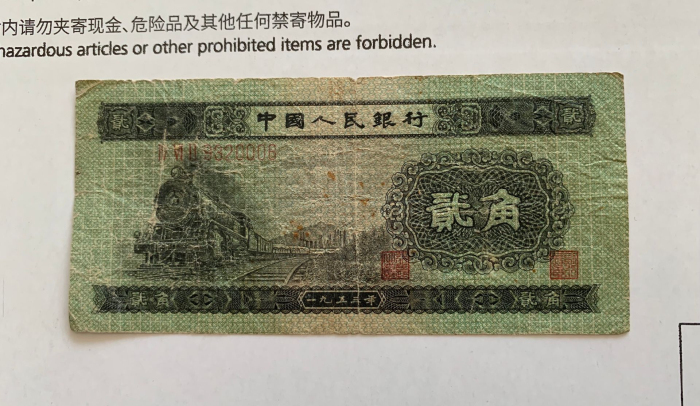 内请勿夹寄现金、危险品及其他任何禁寄物品。
hazardous articles or other prohibited items are forbidden.
貳 中國人民銀行 貳
貳角
貳角 一九五三年 貳角